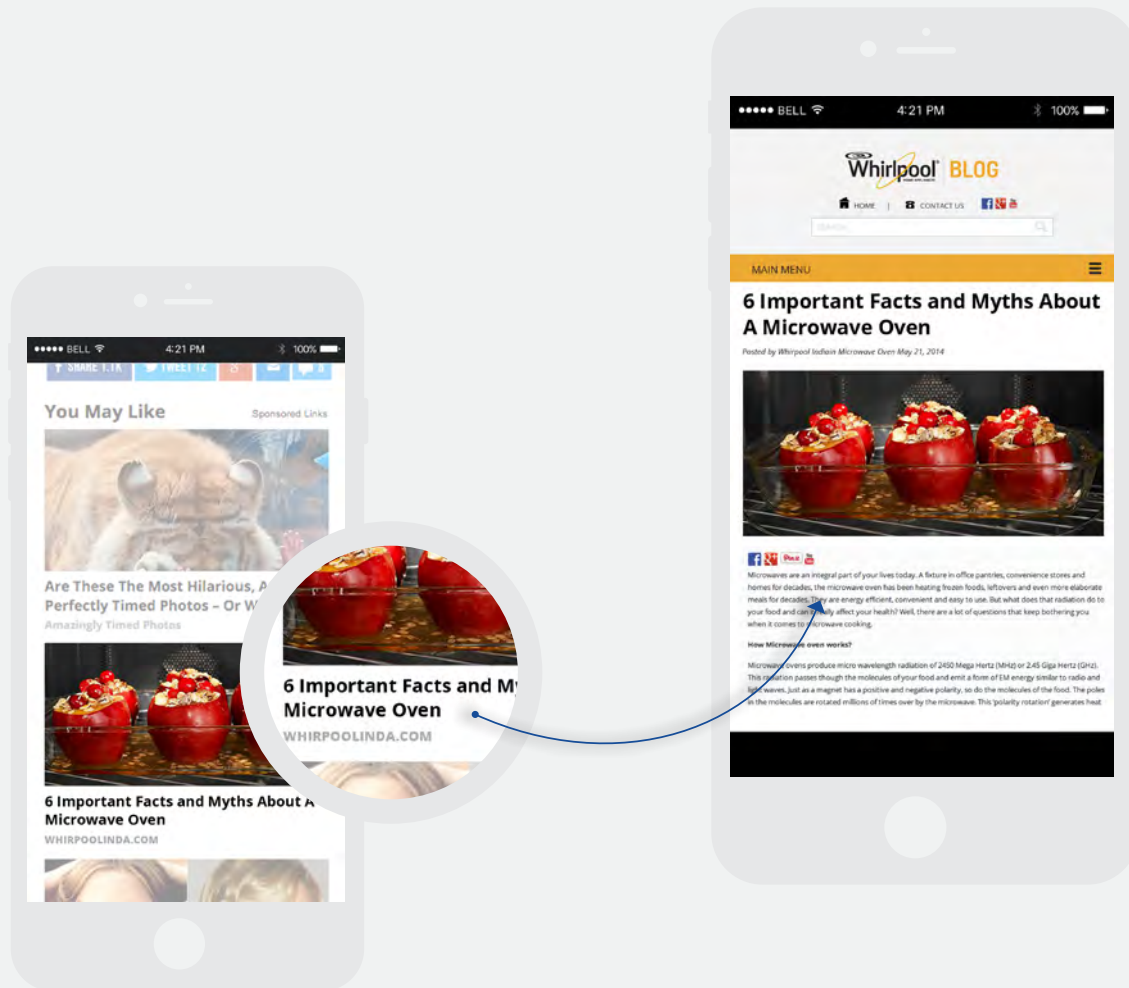 BELL 4:21 PM 100%
SHARE 1.1K TWEET 12 8
You May Like Sponsored Links
Are These The Most Hilarious, A
Perfectly Timed Photos – Or W
Amazingly Timed Photos
6 Important Facts and Myths About A
Microwave Oven
WHIRPOOLINDA.COM
6 Important Facts and My
Microwave Oven
WHIRPOOLINDA.COM
BELL 4:21 PM 100%
Whirlpool BLOG
HOME | CONTACT US
SEARCH
MAIN MENU
6 Important Facts and Myths About
A Microwave Oven
Posted by Whirpool Indiain Microwave Oven May 21, 2014
Pin it
Microwaves are an integral part of your lives today. A fixture in office pantries, convenience stores and
homes for decades, the microwave oven has been heating frozen foods, leftovers and even more elaborate
meals for decades. They are energy efficient, convenient and easy to use. But what does that radiation do to
your food and can it really affect your health? Well, there are a lot of questions that keep bothering you
when it comes to microwave cooking.
How Microwave oven works?
Microwave ovens produce micro wavelength radiation of 2450 Mega Hertz (MHz) or 2.45 Giga Hertz (GHz).
This radiation passes though the molecules of your food and emit a form of EM energy similar to radio and
light waves. Just as a magnet has a positive and negative polarity, so do the molecules of the food. The poles
in the molecules are rotated millions of times over by the microwave. This 'polarity rotation' generates heat